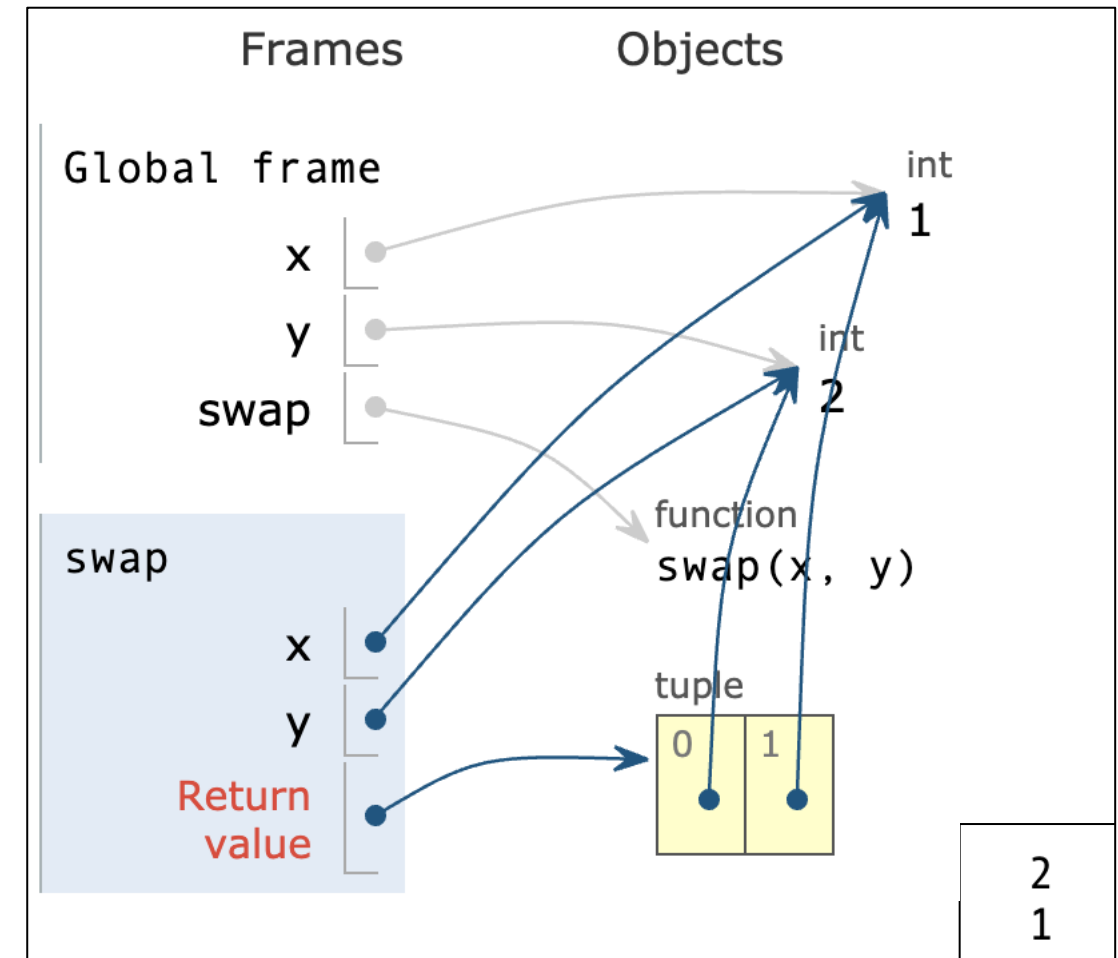 Frames Objects
Global frame
int
1
x
y
int
2
swap
function
swap(x, y)
swap
x
tuple
y
0 1
Return
value
2
1